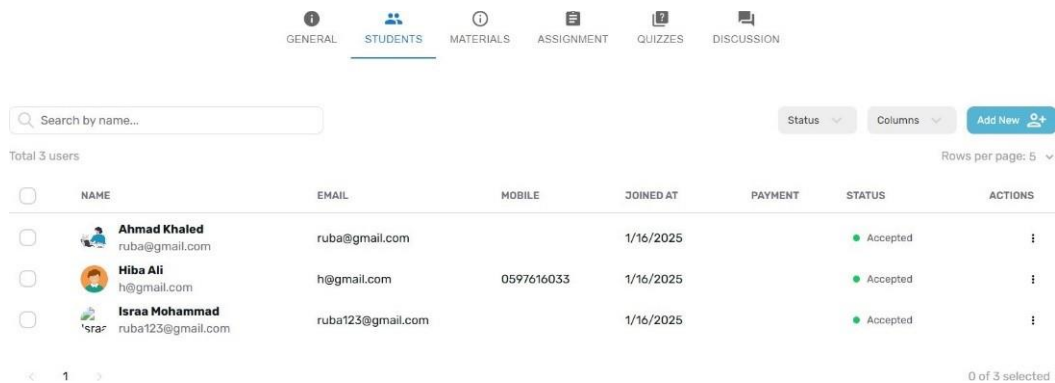 GENERAL STUDENTS MATERIALS ASSIGNMENT QUIZZES DISCUSSION
Search by name... Status Columns Add New
Total 3 users Rows per page: 5
NAME EMAIL MOBILE JOINED AT PAYMENT STATUS ACTIONS
Ahmad Khaled
ruba@gmail.com ruba@gmail.com 1/16/2025 Accepted
Hiba Ali
h@gmail.com h@gmail.com 0597616033 1/16/2025 Accepted
Israa Mohammad
Israa ruba123@gmail.com ruba123@gmail.com 1/16/2025 Accepted
1 0 of 3 selected